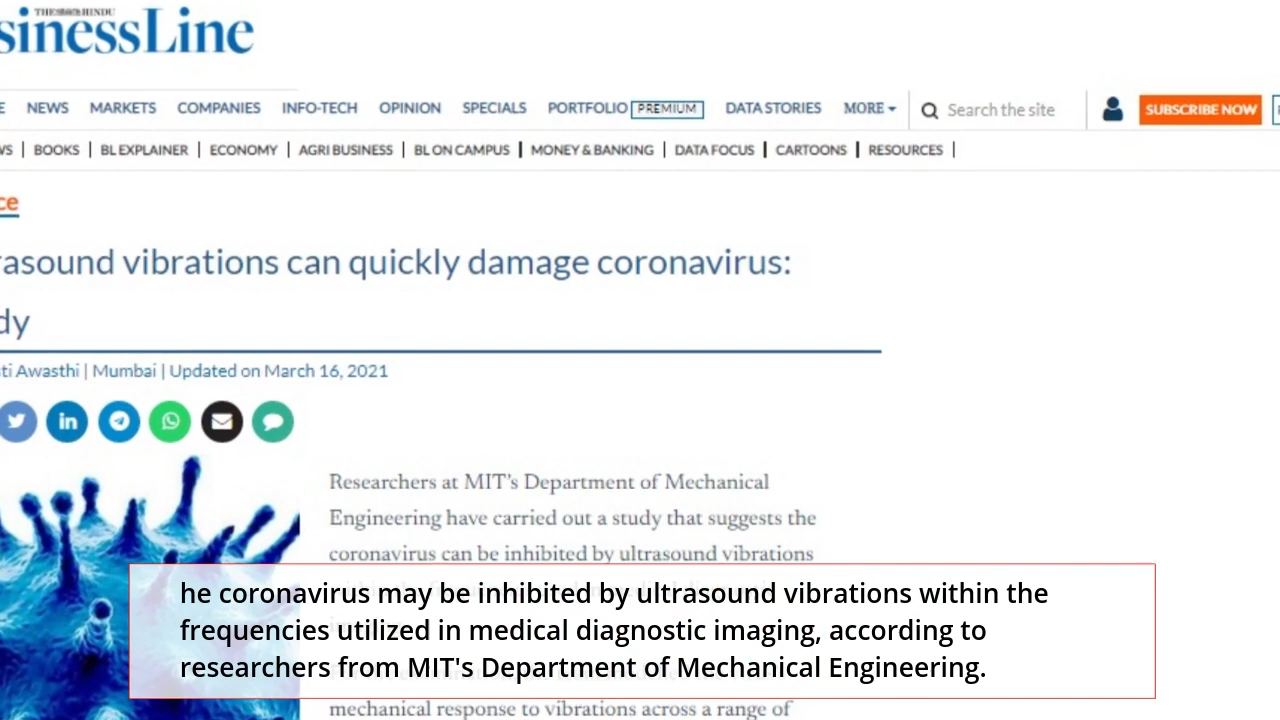 THE HINDU
sinessLine
E NEWS MARKETS COMPANIES INFO-TECH OPINION SPECIALS PORTFOLIO PREMIUM DATA STORIES MORE Search the site SUBSCRIBE NOW
WS | BOOKS | BL EXPLAINER | ECONOMY | AGRI BUSINESS | BL ON CAMPUS | MONEY & BANKING | DATA FOCUS | CARTOONS | RESOURCES |
ce
rasound vibrations can quickly damage coronavirus:
dy
ti Awasthi | Mumbai | Updated on March 16, 2021
in
Researchers at MIT's Department of Mechanical
Engineering have carried out a study that suggests the
coronavirus can be inhibited by ultrasound vibrations
he coronavirus may be inhibited by ultrasound vibrations within the
frequencies utilized in medical diagnostic imaging, according to
researchers from MIT's Department of Mechanical Engineering.
mechanical response to vibrations across a range of